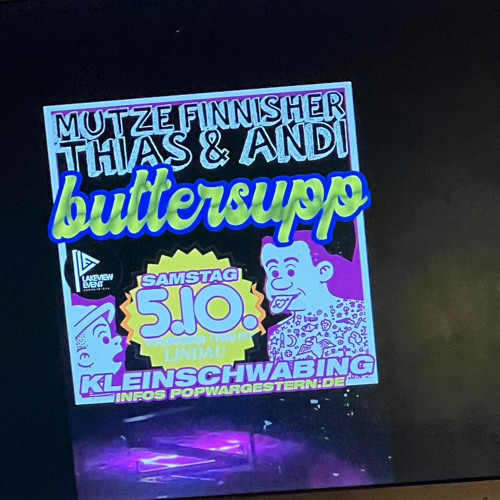 MUTZE FINNISHER
THIAS & ANDI
buttersupp
LAKEVIEW
EVENT
SAMSTAG
5.10.
LINDAU
KLEINSCHWABING
INFOS POPWARGESTERN.DE